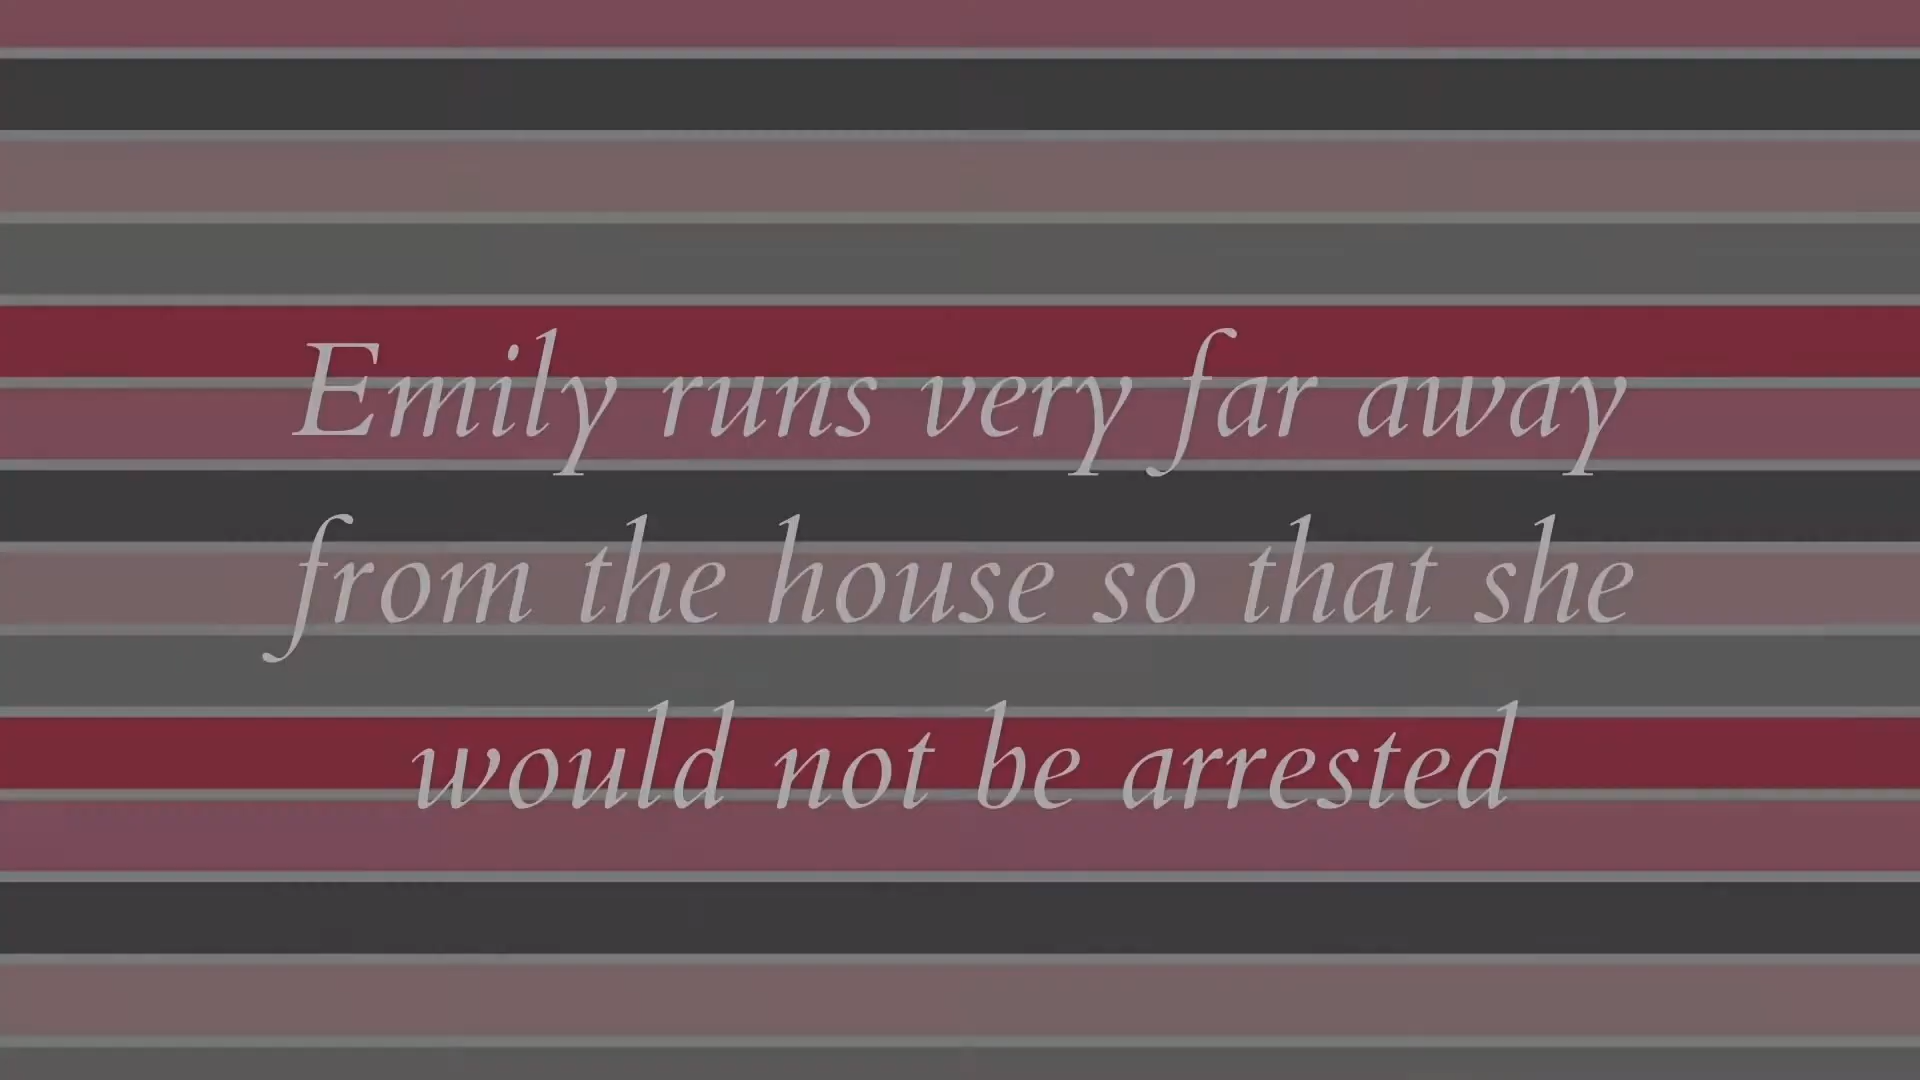 Emily runs very far away
from the house so that she
would not be arrested